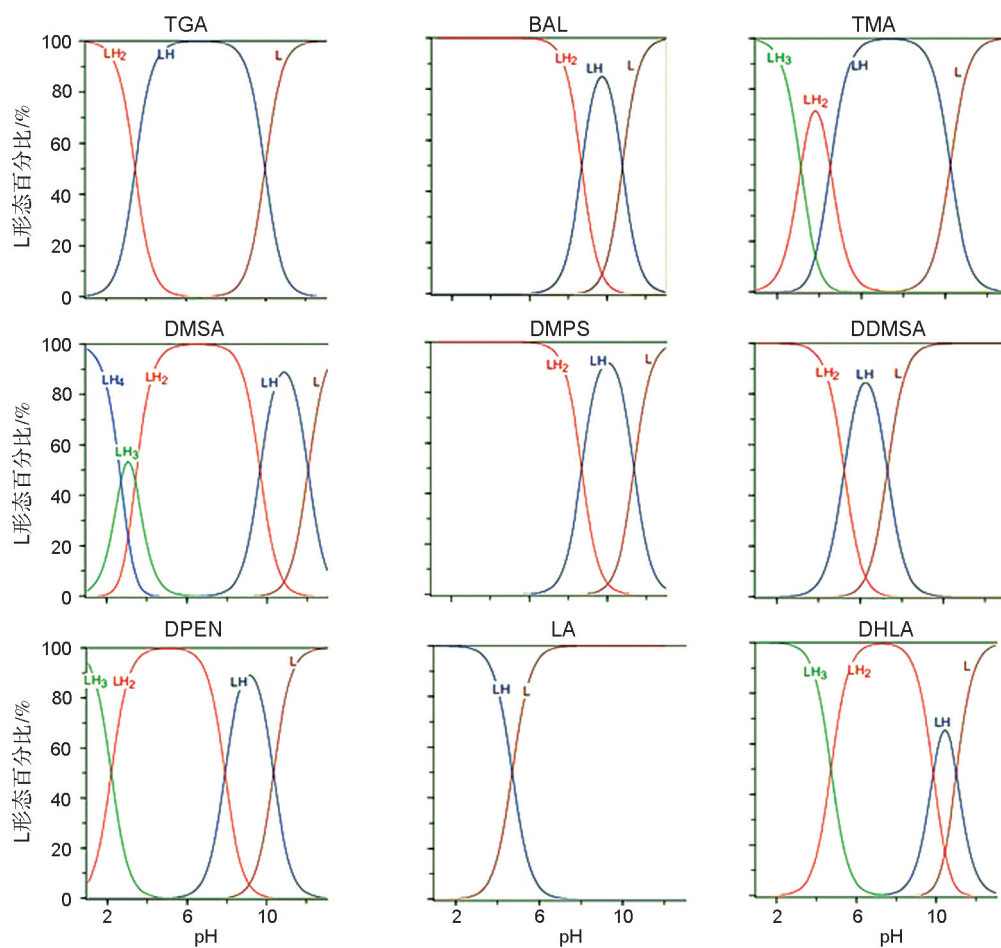 TGA
BAL
TMA
L形态百分比/%
100
80
60
40
20
0
LH2
LH
L
LH2
LH
L
LH3
LH2
LH
L
DMSA
DMPS
DDMSA
L形态百分比/%
100
80
60
40
20
0
LH4
LH3
LH2
LH
L
LH2
LH
L
LH2
LH
L
DPEN
LA
DHLA
L形态百分比/%
100
80
60
40
20
0
LH3
LH2
LH
L
LH
L
LH3
LH2
LH
L
2 6 10
2 6 10
2 6 10
pH
pH
pH